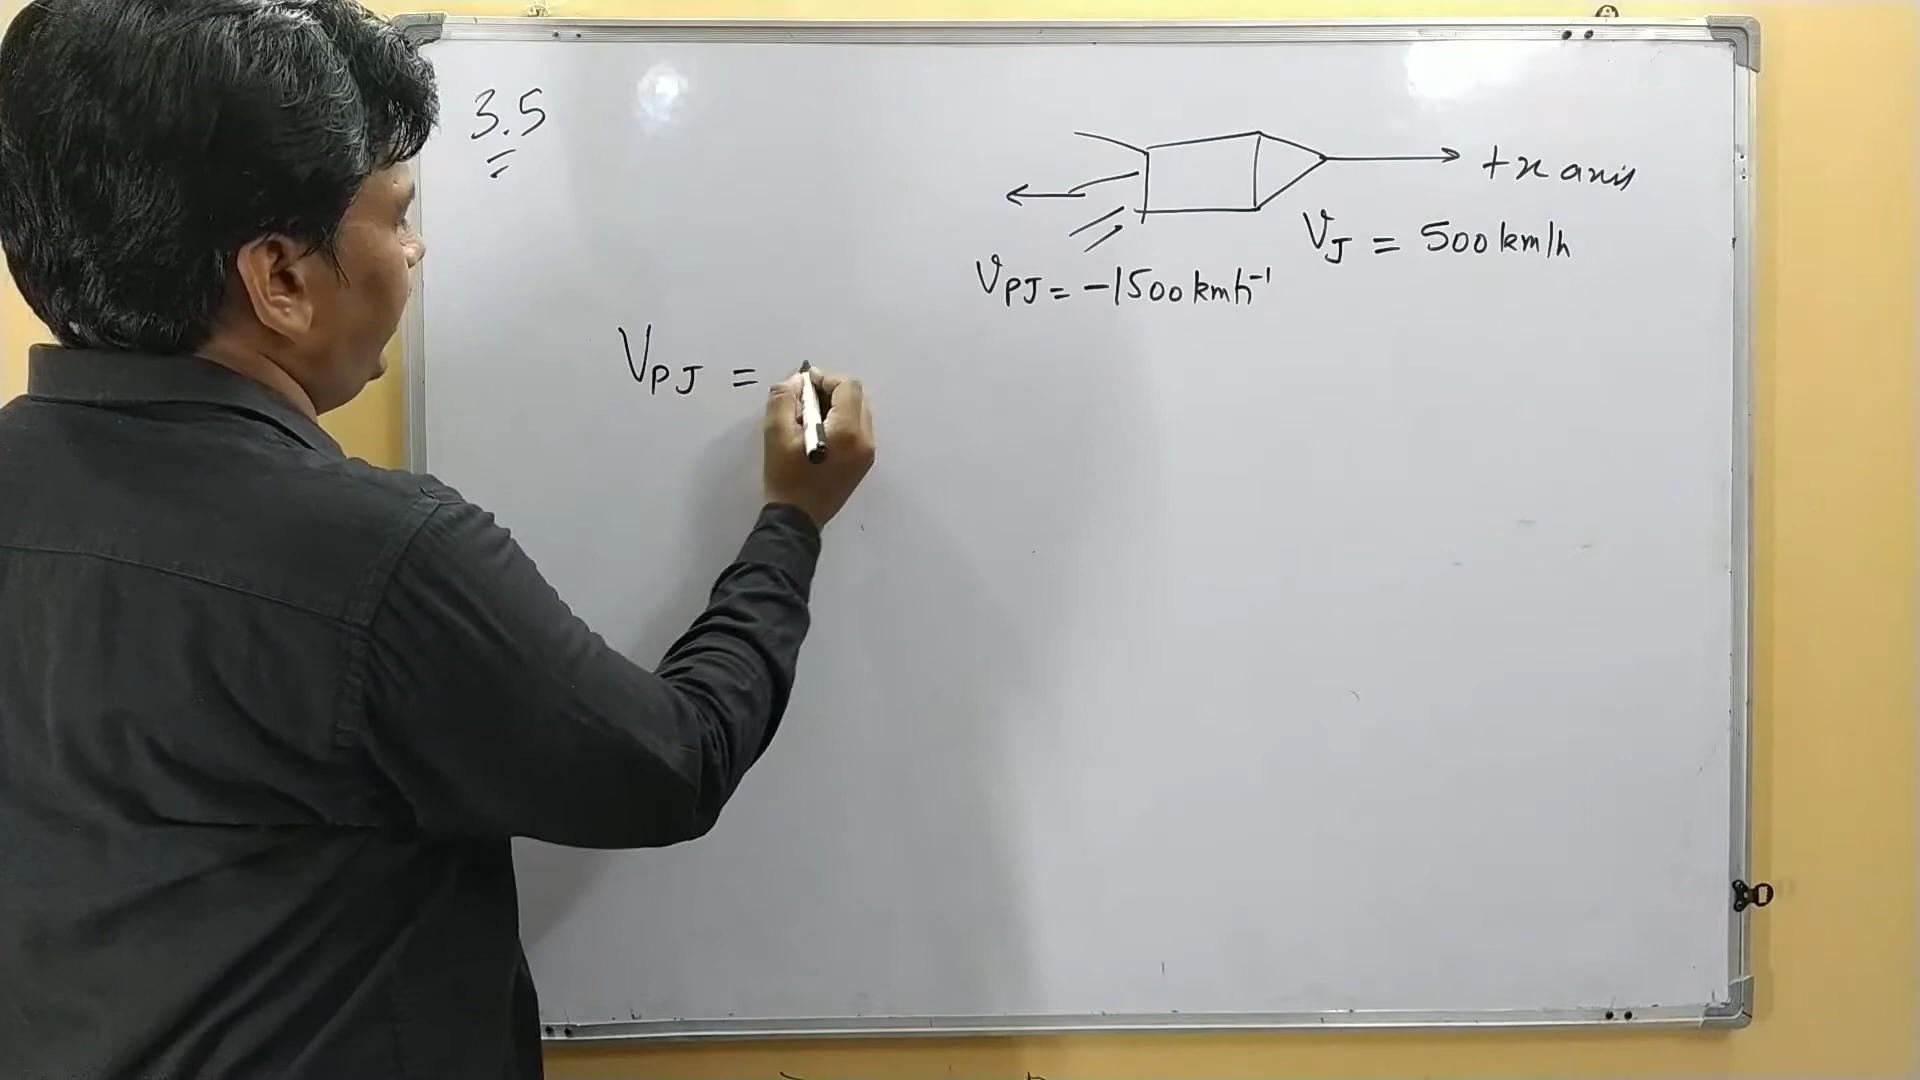 3.5
+x axis
V_J = 500 km/h
V_PJ = -1500 kmh⁻¹
V_PJ =